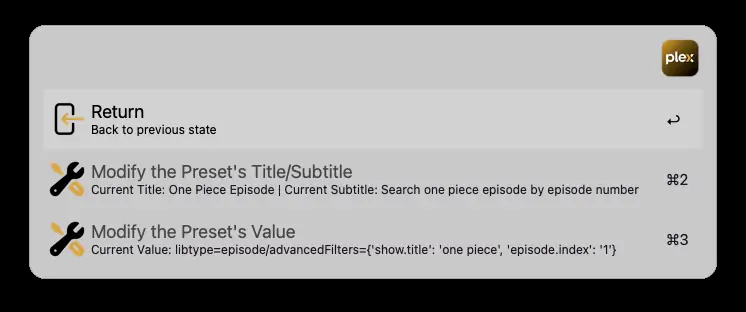 plex
Return
Back to previous state
↩
Modify the Preset's Title/Subtitle
Current Title: One Piece Episode | Current Subtitle: Search one piece episode by episode number
⌘2
Modify the Preset's Value
Current Value: libtype=episode/advancedFilters={'show.title': 'one piece', 'episode.index': '1'}
⌘3